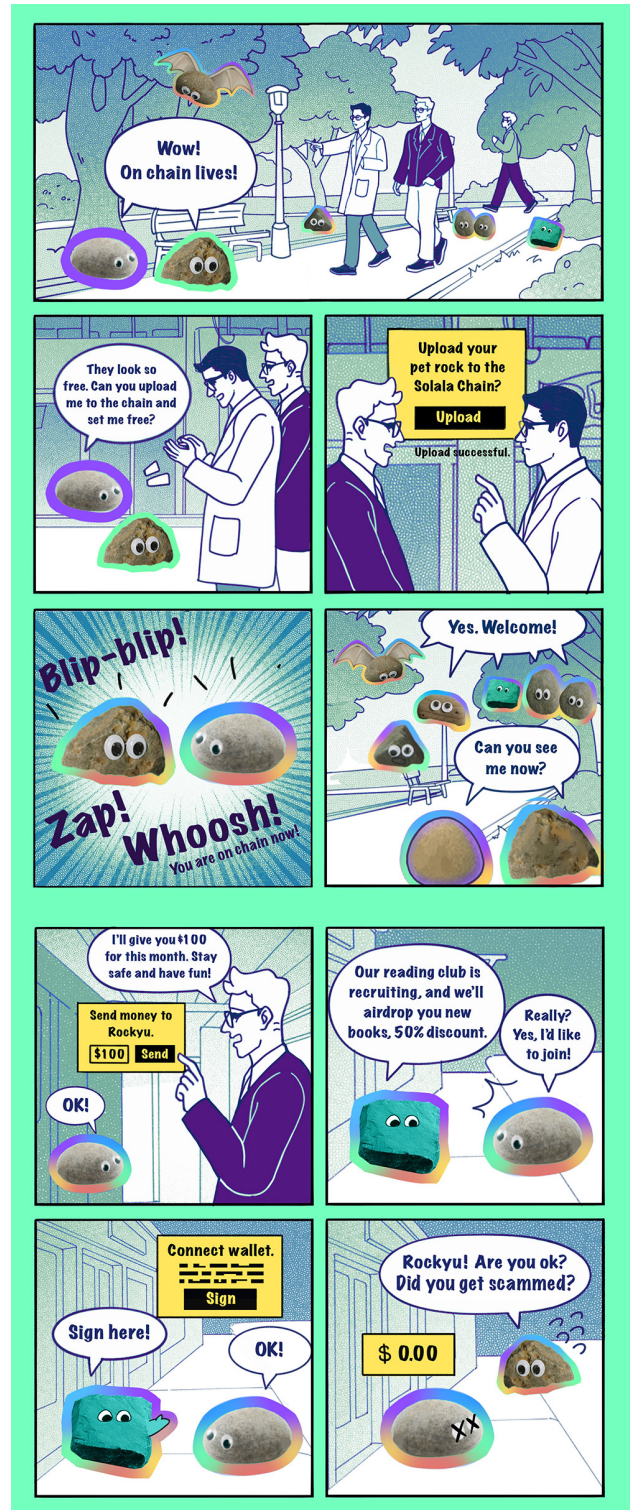 Wow!
On chain lives!
They look so
free. Can you upload
me to the chain and
set me free?
Upload your
pet rock to the
Solala Chain?
Upload
Upload successful.
Blip-blip!
Zap!
Whoosh!
You are on chain now!
Yes. Welcome!
Can you see
me now?
I'll give you $100
for this month. Stay
safe and have fun!
Send money to
Rockyu.
$100 Send
OK!
Our reading club is
recruiting, and we'll
airdrop you new
books, 50% discount.
Really?
Yes, I'd like
to join!
Connect wallet.
Sign
Sign here!
OK!
Rockyu! Are you ok?
Did you get scammed?
$ 0.00